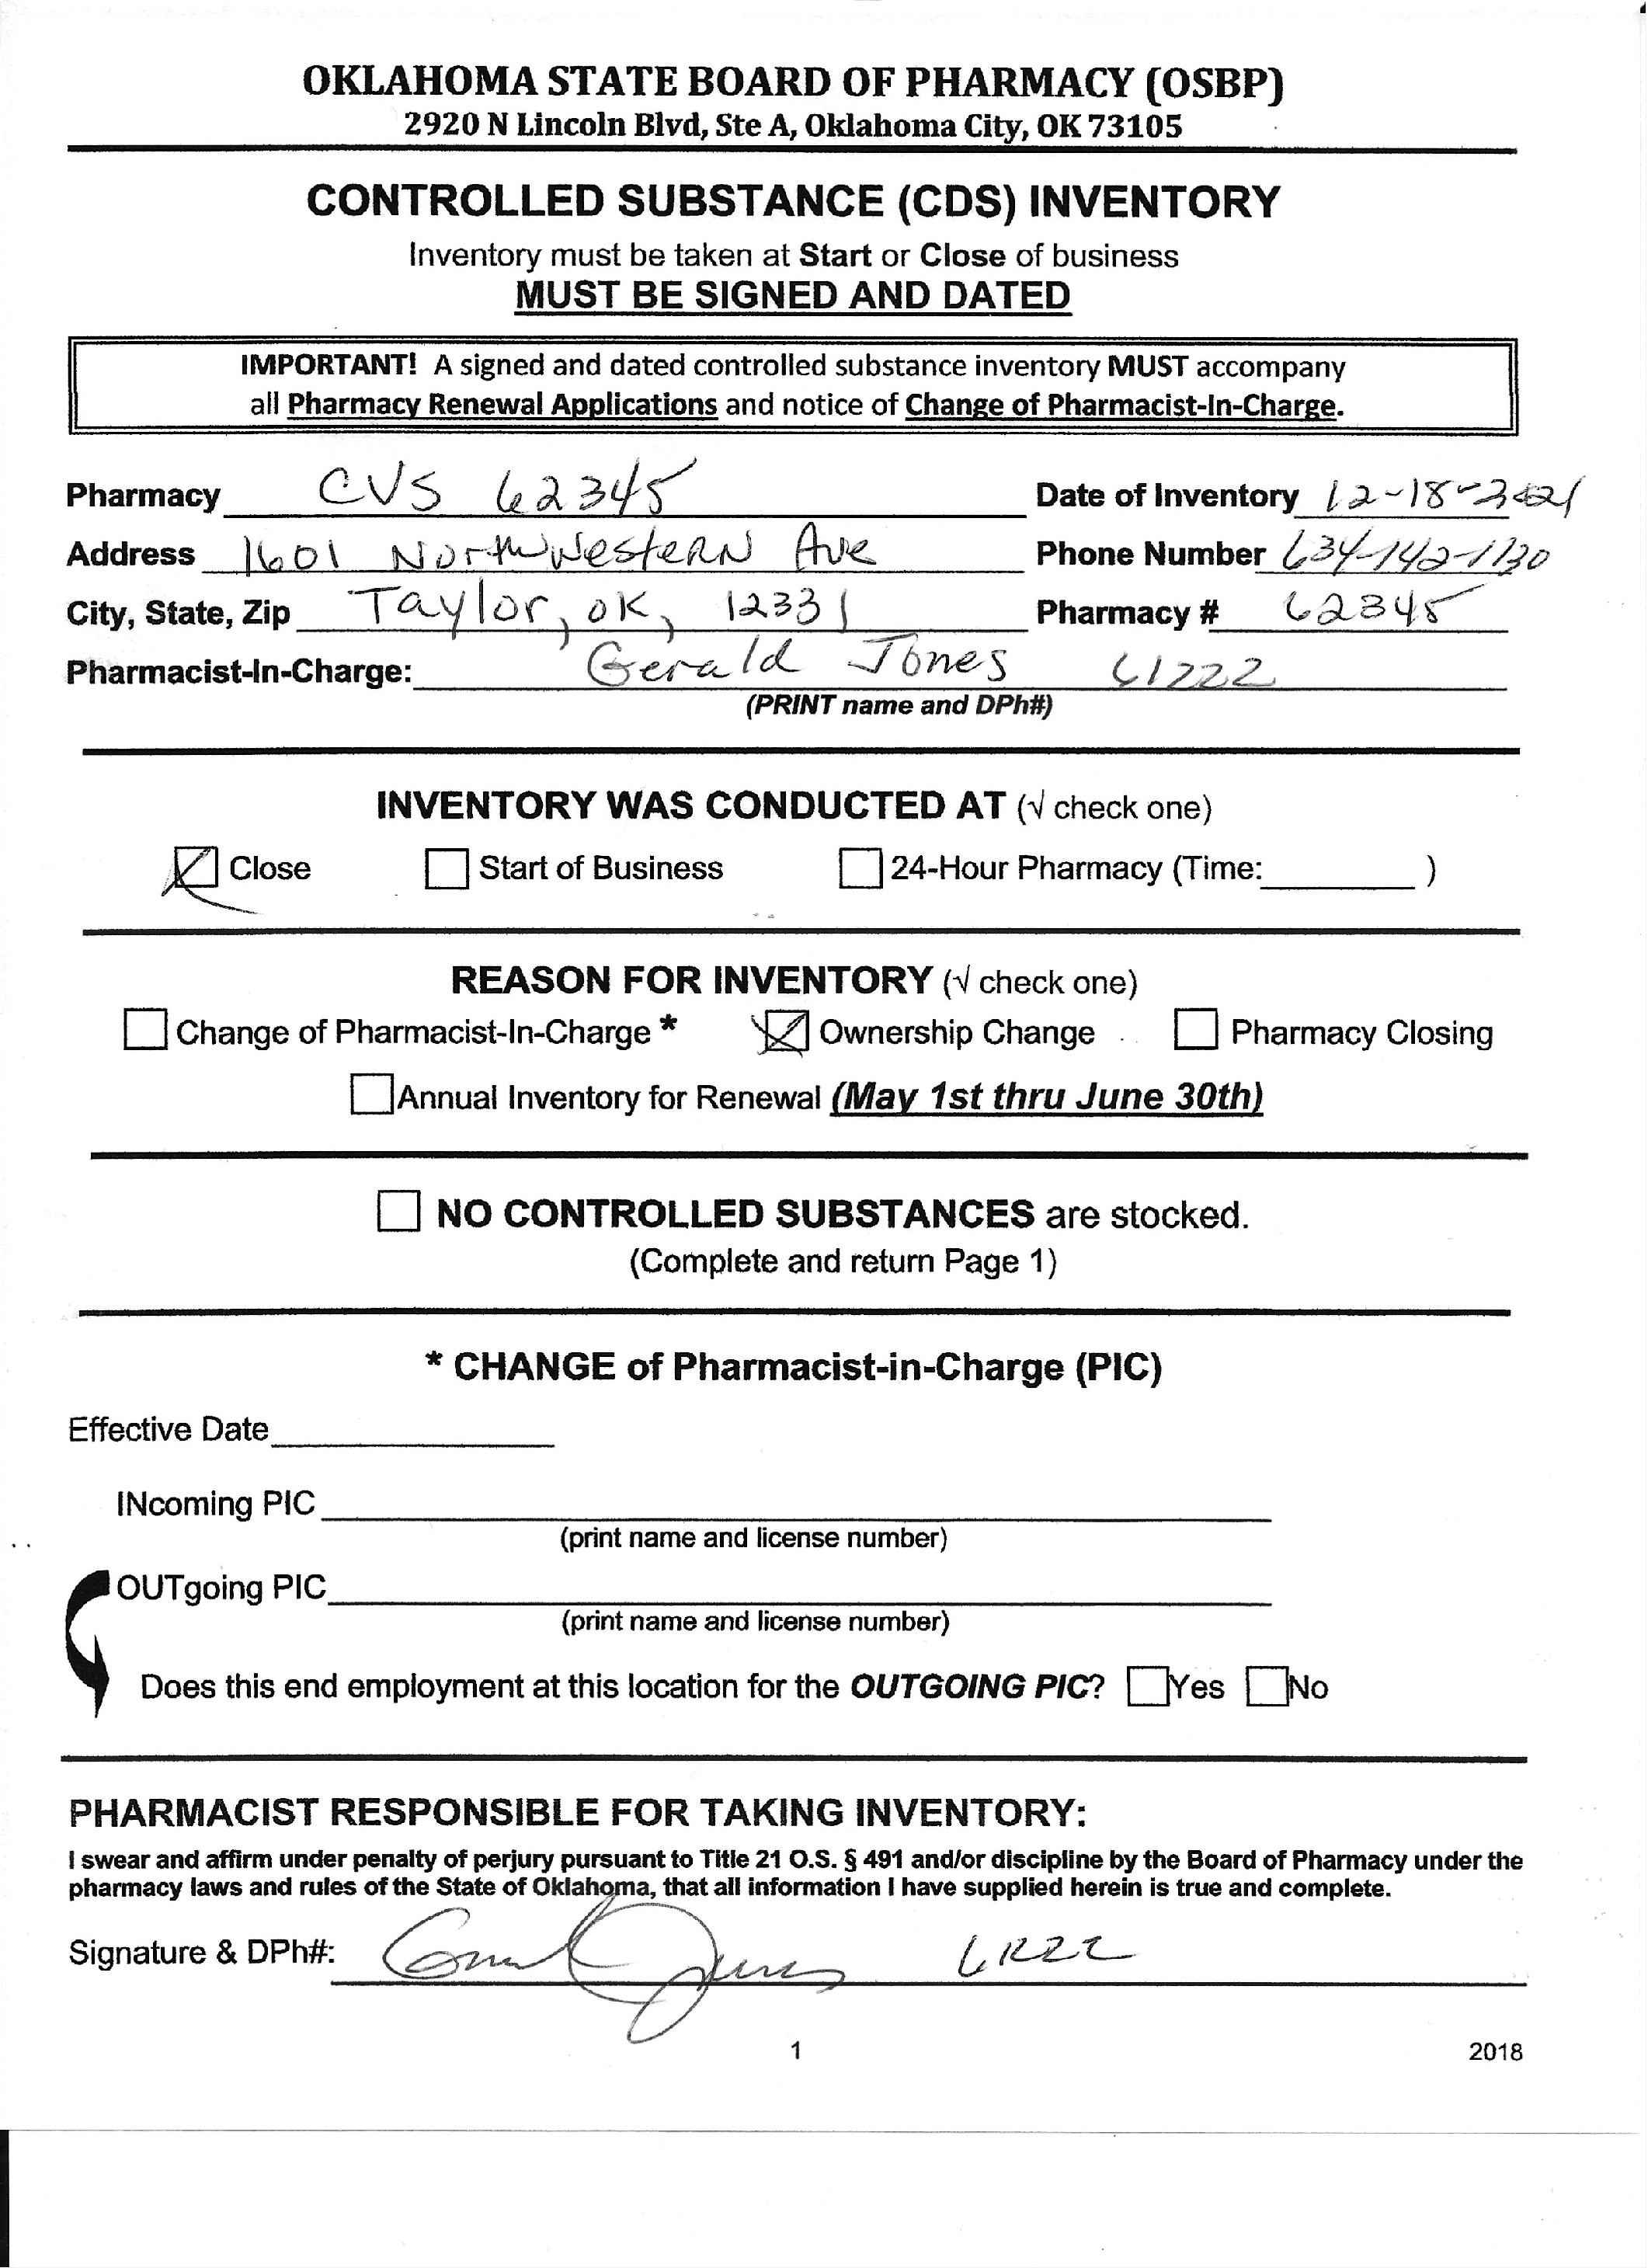 OKLAHOMA STATE BOARD OF PHARMACY (OSBP)
2920 N Lincoln Blvd, Ste A, Oklahoma City, OK 73105
CONTROLLED SUBSTANCE (CDS) INVENTORY
Inventory must be taken at Start or Close of business
MUST BE SIGNED AND DATED
IMPORTANT! A signed and dated controlled substance inventory MUST accompany
all Pharmacy Renewal Applications and notice of Change of Pharmacist-In-Charge.
Pharmacy CVS 62345 Date of Inventory 12-18-2021
Address 1601 NorthWestern Ave Phone Number 634-142-1130
City, State, Zip Taylor, OK, 12331 Pharmacy # 62345
Pharmacist-In-Charge: Gerald Jones 61222
(PRINT name and DPh#)
INVENTORY WAS CONDUCTED AT (√ check one)
Close Start of Business 24-Hour Pharmacy (Time: )
REASON FOR INVENTORY (√ check one)
Change of Pharmacist-In-Charge * Ownership Change Pharmacy Closing
Annual Inventory for Renewal (May 1st thru June 30th)
NO CONTROLLED SUBSTANCES are stocked.
(Complete and return Page 1)
* CHANGE of Pharmacist-in-Charge (PIC)
Effective Date
INcoming PIC
(print name and license number)
OUTgoing PIC
(print name and license number)
Does this end employment at this location for the OUTGOING PIC? Yes No
PHARMACIST RESPONSIBLE FOR TAKING INVENTORY:
I swear and affirm under penalty of perjury pursuant to Title 21 O.S. § 491 and/or discipline by the Board of Pharmacy under the
pharmacy laws and rules of the State of Oklahoma, that all information I have supplied herein is true and complete.
Signature & DPh#: 61222
1 2018